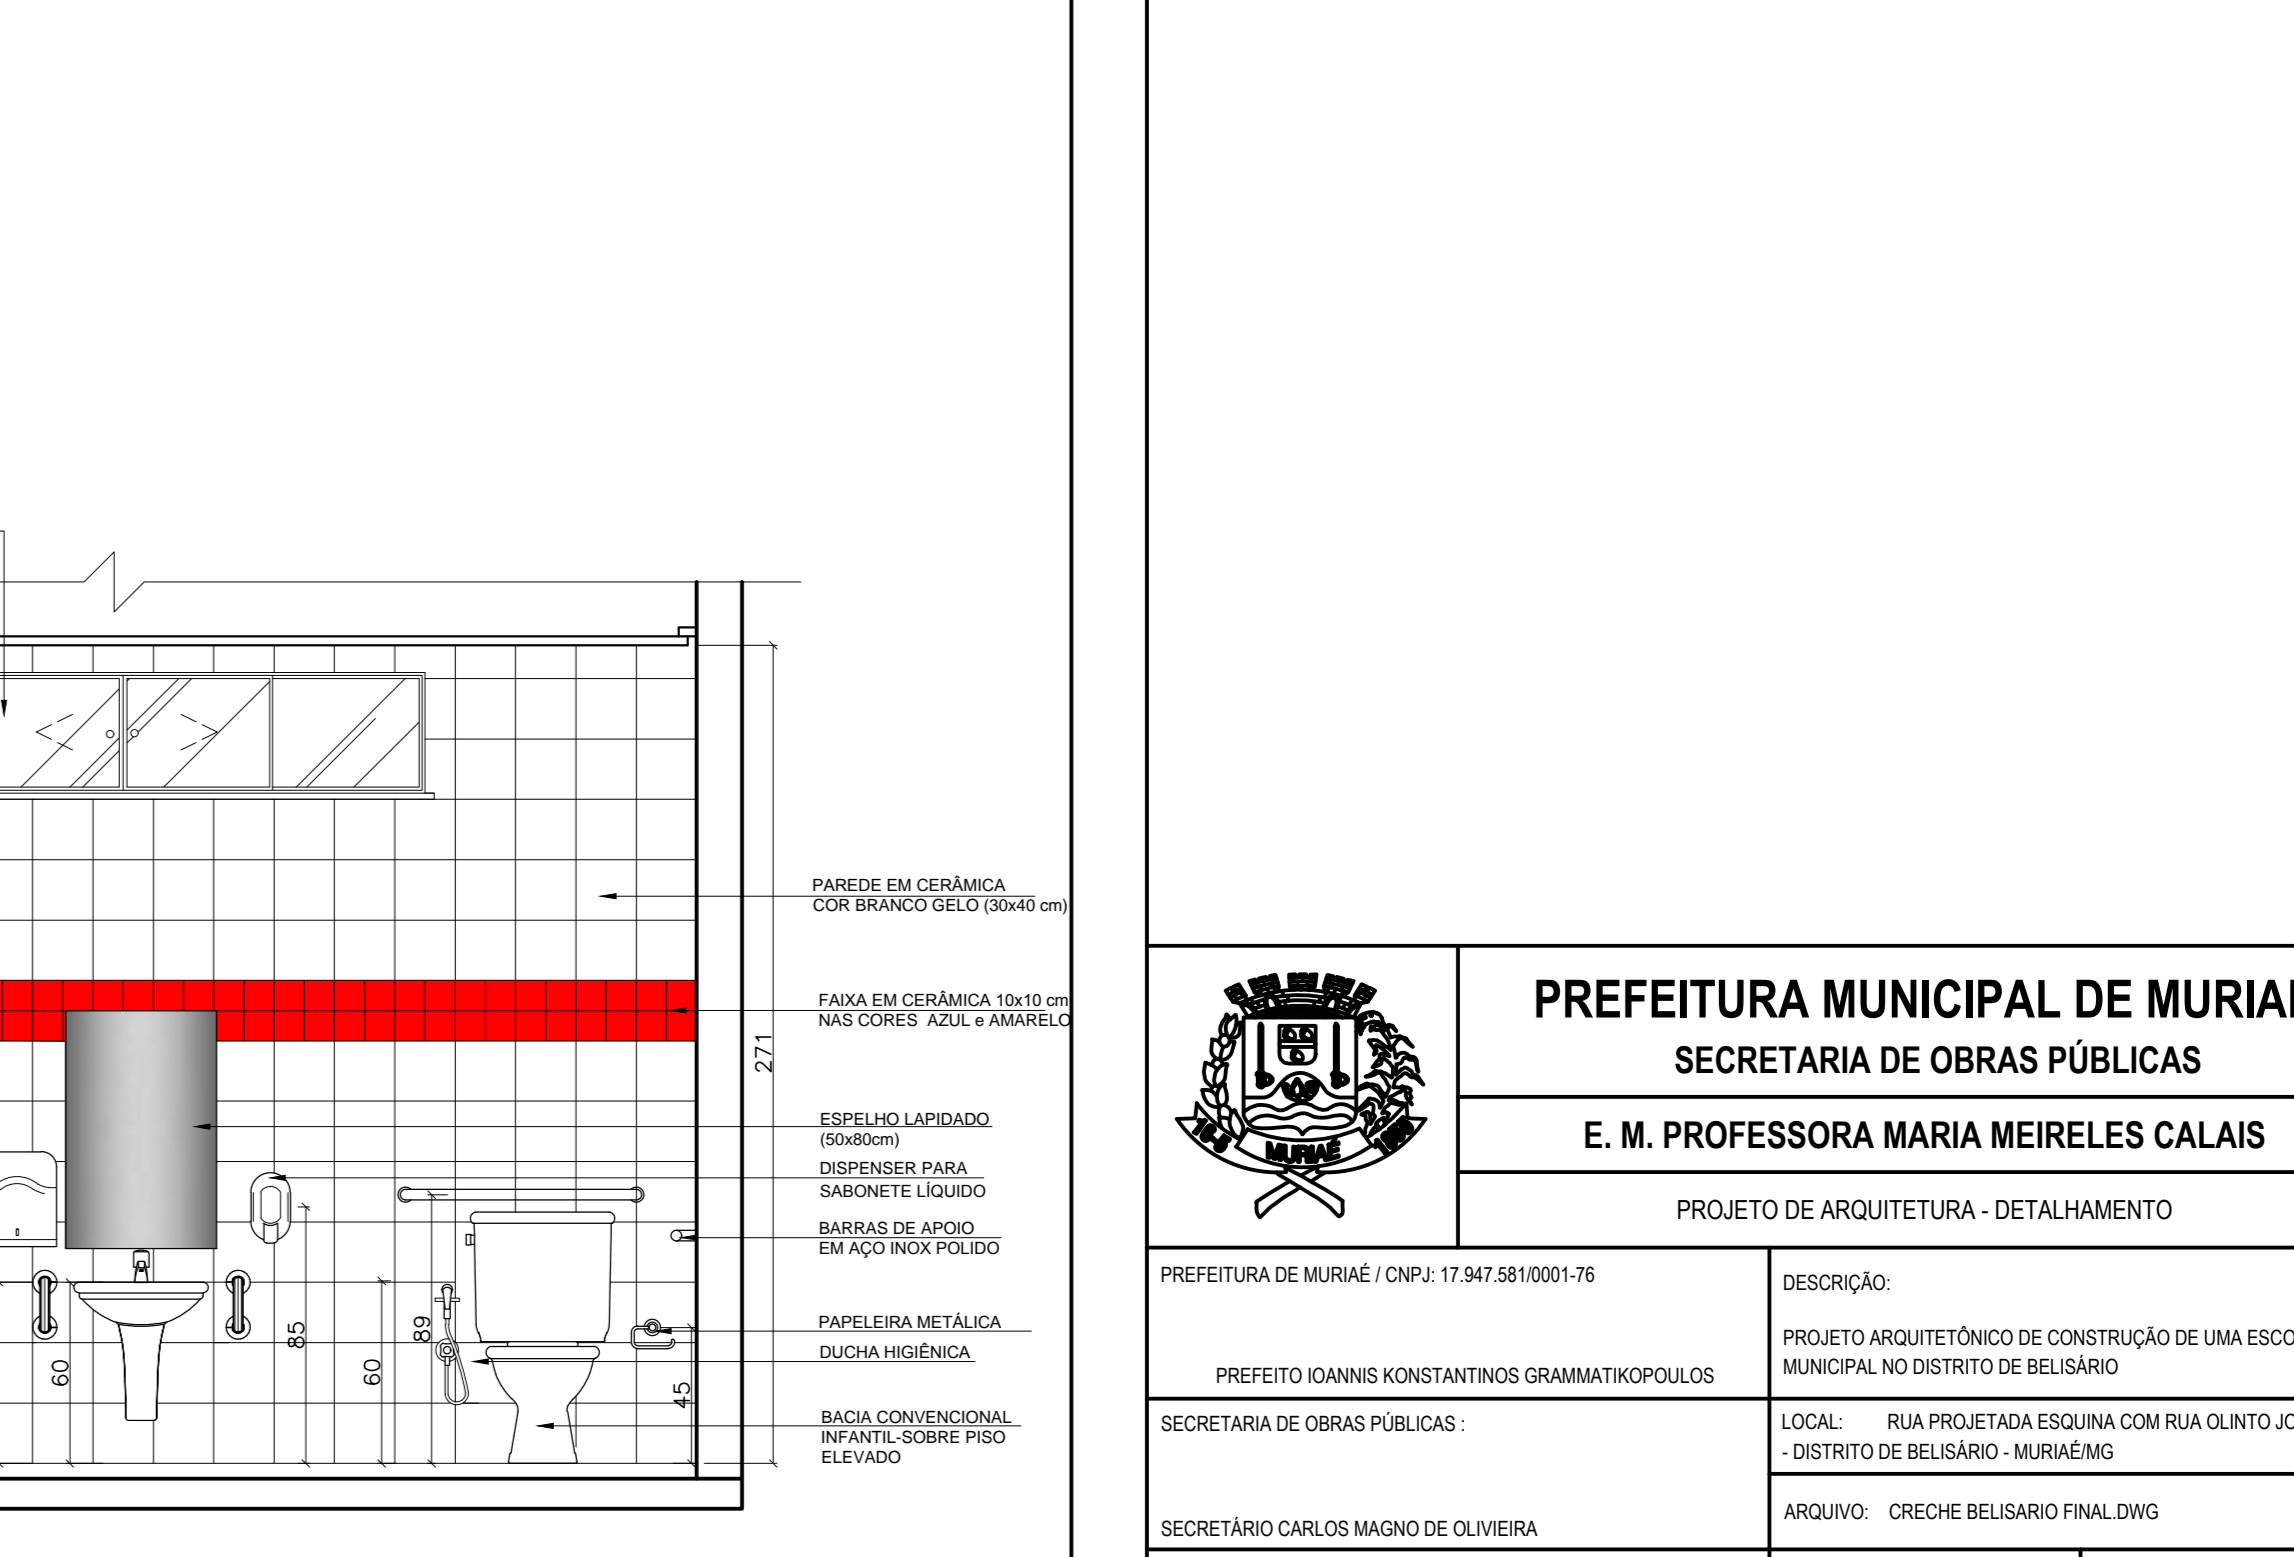 PAREDE EM CERÂMICA
COR BRANCO GELO (30x40 cm)
FAIXA EM CERÂMICA 10x10 cm
NAS CORES AZUL e AMARELO
271
ESPELHO LAPIDADO
(50x80cm)
DISPENSER PARA
SABONETE LÍQUIDO
BARRAS DE APOIO
EM AÇO INOX POLIDO
PAPELEIRA METÁLICA
DUCHA HIGIÊNICA
BACIA CONVENCIONAL
INFANTIL-SOBRE PISO
ELEVADO
60
85
60
89
45
MURIAÉ
PREFEITURA MUNICIPAL DE MURIA
SECRETARIA DE OBRAS PÚBLICAS
E. M. PROFESSORA MARIA MEIRELES CALAIS
PROJETO DE ARQUITETURA - DETALHAMENTO
PREFEITURA DE MURIAÉ / CNPJ: 17.947.581/0001-76
PREFEITO IOANNIS KONSTANTINOS GRAMMATIKOPOULOS
DESCRIÇÃO:
PROJETO ARQUITETÔNICO DE CONSTRUÇÃO DE UMA ESCO
MUNICIPAL NO DISTRITO DE BELISÁRIO
SECRETARIA DE OBRAS PÚBLICAS :
SECRETÁRIO CARLOS MAGNO DE OLIVIEIRA
LOCAL: RUA PROJETADA ESQUINA COM RUA OLINTO JO
- DISTRITO DE BELISÁRIO - MURIAÉ/MG
ARQUIVO: CRECHE BELISARIO FINAL.DWG